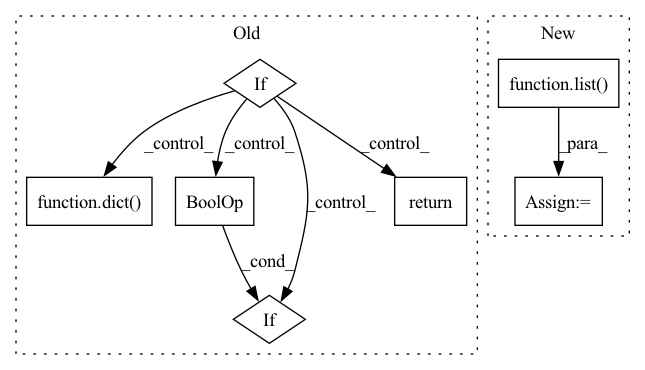 Old
New
If
function.list()
_control_
_control_
_control_
_para_
_control_
function.dict()
BoolOp
return
Assign:=
_cond_
If